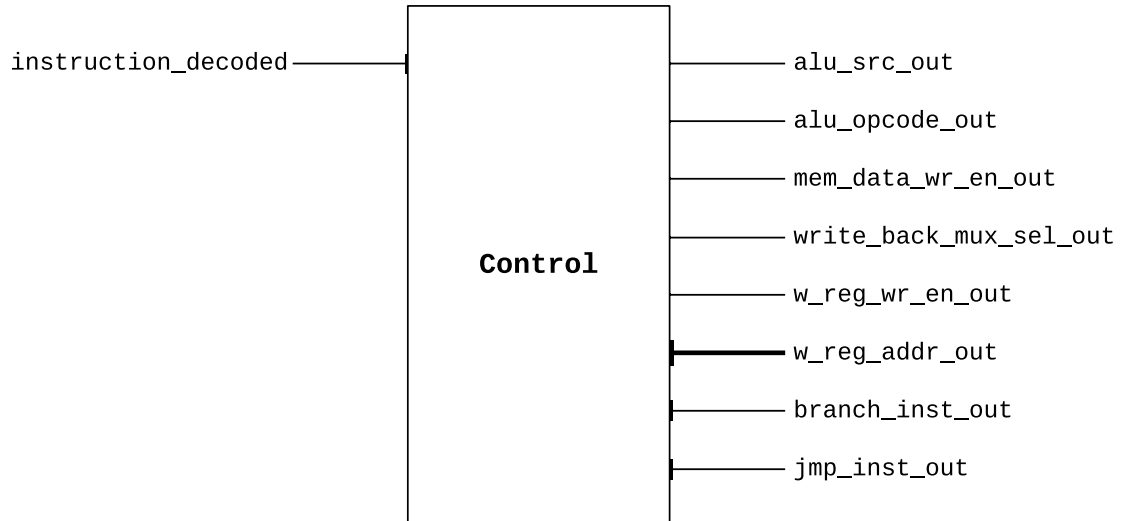 instruction_decoded
alu_src_out
alu_opcode_out
mem_data_wr_en_out
write_back_mux_sel_out
Control
w_reg_wr_en_out
w_reg_addr_out
branch_inst_out
jmp_inst_out